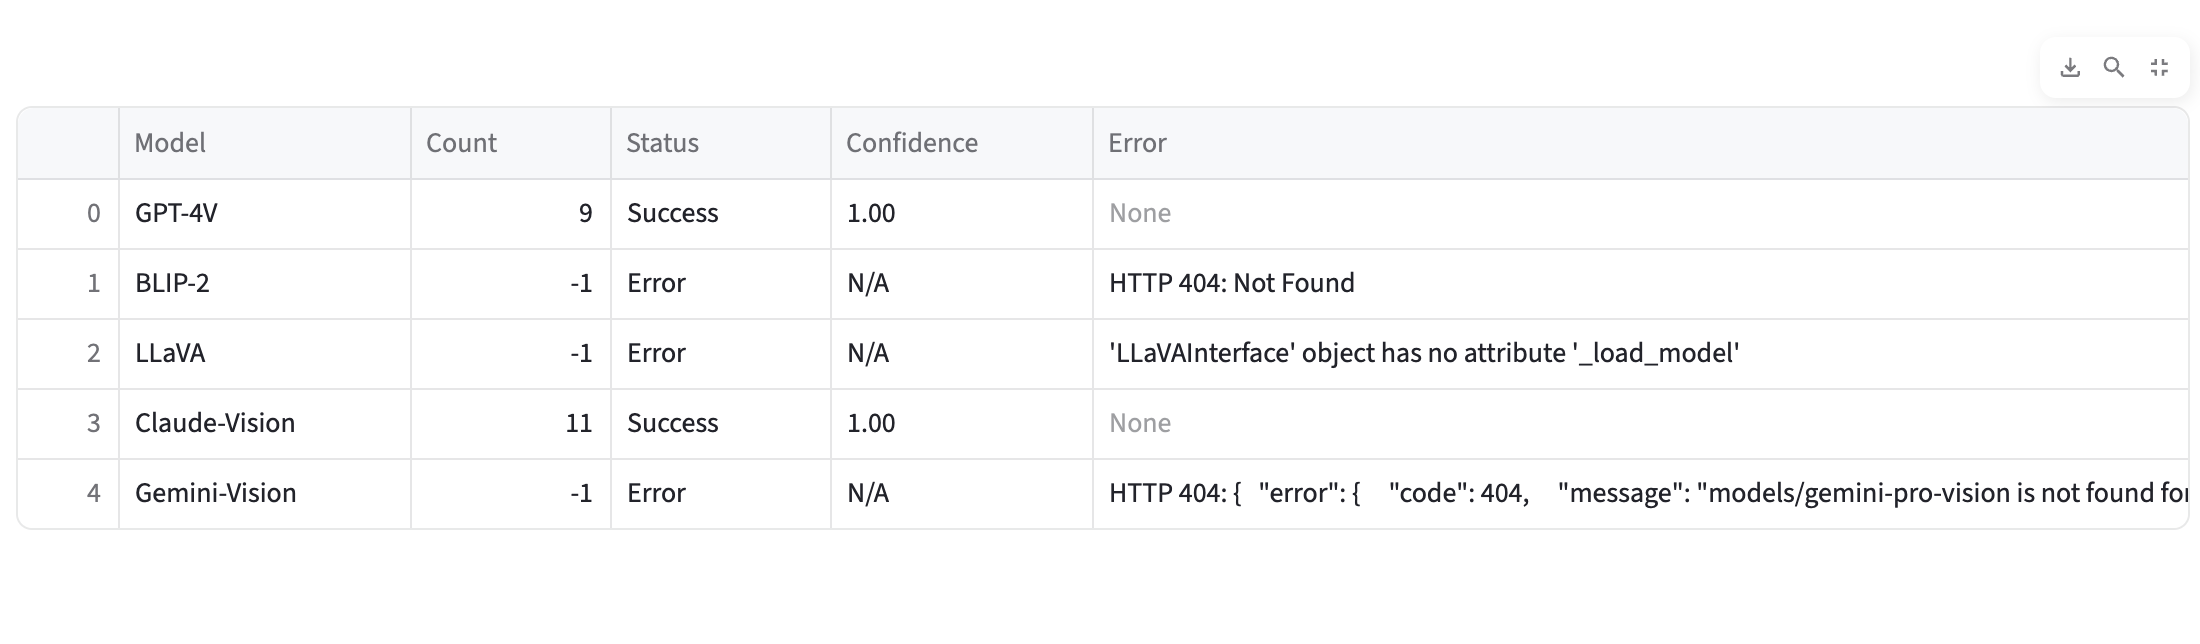 Model Count Status Confidence Error
0 GPT-4V 9 Success 1.00 None
1 BLIP-2 -1 Error N/A HTTP 404: Not Found
2 LLaVA -1 Error N/A 'LLaVAInterface' object has no attribute '_load_model'
3 Claude-Vision 11 Success 1.00 None
4 Gemini-Vision -1 Error N/A HTTP 404: { "error": { "code": 404, "message": "models/gemini-pro-vision is not found for